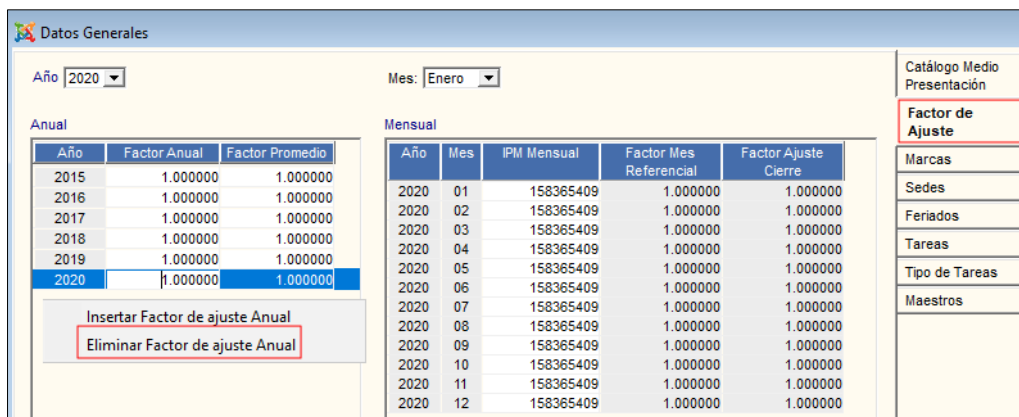 Datos Generales
Año 2020
Mes: Enero
Anual
Año Factor Anual Factor Promedio
2015 1.000000 1.000000
2016 1.000000 1.000000
2017 1.000000 1.000000
2018 1.000000 1.000000
2019 1.000000 1.000000
2020 1.000000 1.000000
Insertar Factor de ajuste Anual
Eliminar Factor de ajuste Anual
Mensual
Año Mes IPM Mensual Factor Mes Referencial Factor Ajuste Cierre
2020 01 158365409 1.000000 1.000000
2020 02 158365409 1.000000 1.000000
2020 03 158365409 1.000000 1.000000
2020 04 158365409 1.000000 1.000000
2020 05 158365409 1.000000 1.000000
2020 06 158365409 1.000000 1.000000
2020 07 158365409 1.000000 1.000000
2020 08 158365409 1.000000 1.000000
2020 09 158365409 1.000000 1.000000
2020 10 158365409 1.000000 1.000000
2020 11 158365409 1.000000 1.000000
2020 12 158365409 1.000000 1.000000
Catálogo Medio
Presentación
Factor de
Ajuste
Marcas
Sedes
Feriados
Tareas
Tipo de Tareas
Maestros